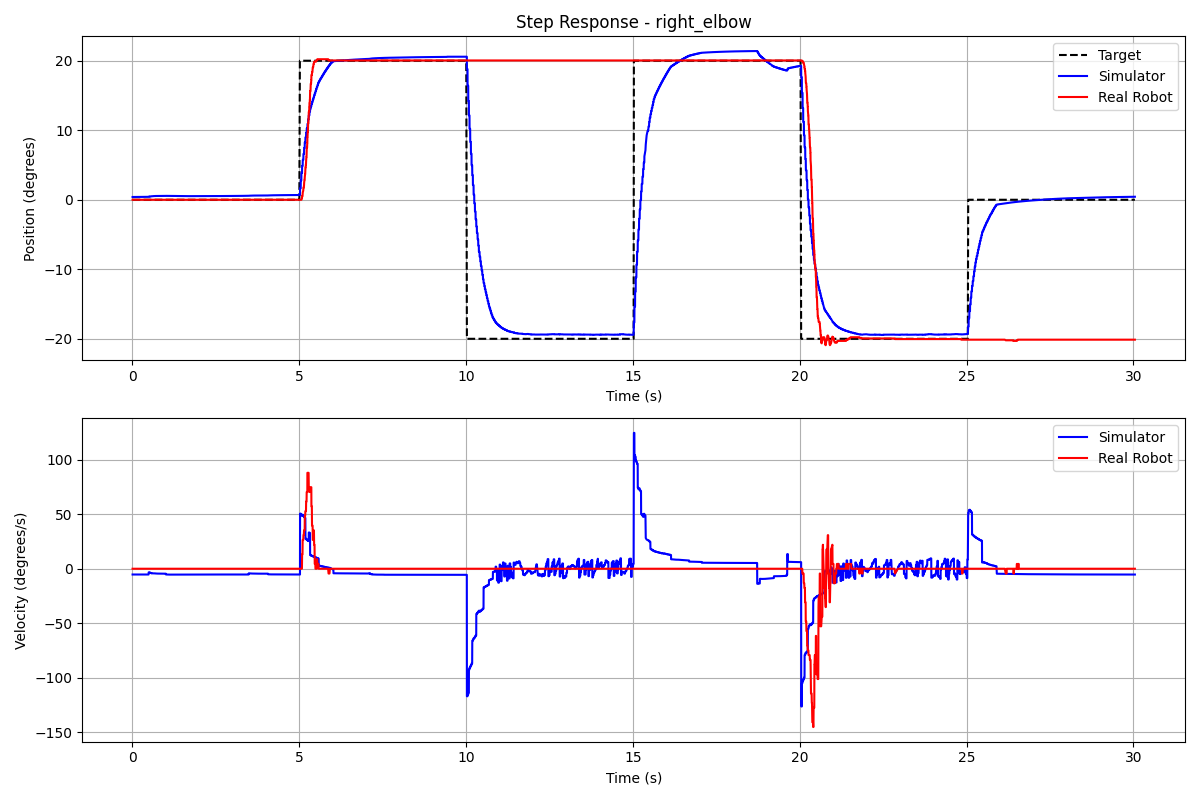 Step Response - right_elbow
Target
Simulator
Real Robot
20
10
0
−10
−20
Position (degrees)
0 5 10 15 20 25 30
Time (s)
Simulator
Real Robot
100
50
0
−50
−100
−150
Velocity (degrees/s)
0 5 10 15 20 25 30
Time (s)